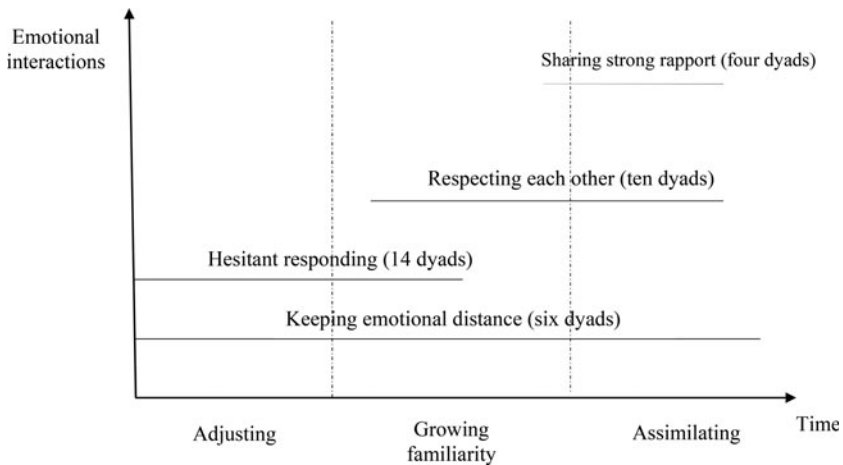 Emotional
interactions
Sharing strong rapport (four dyads)
Respecting each other (ten dyads)
Hesitant responding (14 dyads)
Keeping emotional distance (six dyads)
Time
Adjusting
Growing
familiarity
Assimilating